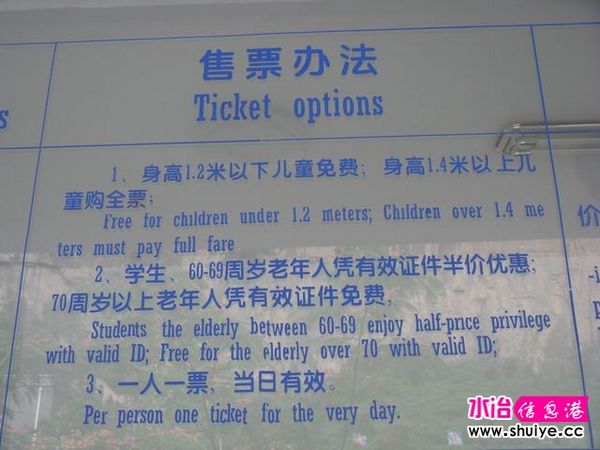 售票办法
Ticket options
1、身高1.2米以下儿童免费；身高1.4米以上儿
童购全票；
Free for children under 1.2 meters; Children over 1.4 me
ters must pay full fare
2、学生、60-69周岁老年人凭有效证件半价优惠；
70周岁以上老年人凭有效证件免费，
Students the elderly between 60-69 enjoy half-price privilege
with valid ID; Free for the elderly over 70 with valid ID;
3、一人一票，当日有效。
Per person one ticket for the very day.
s
价
水冶信息港
www.shuiye.cc